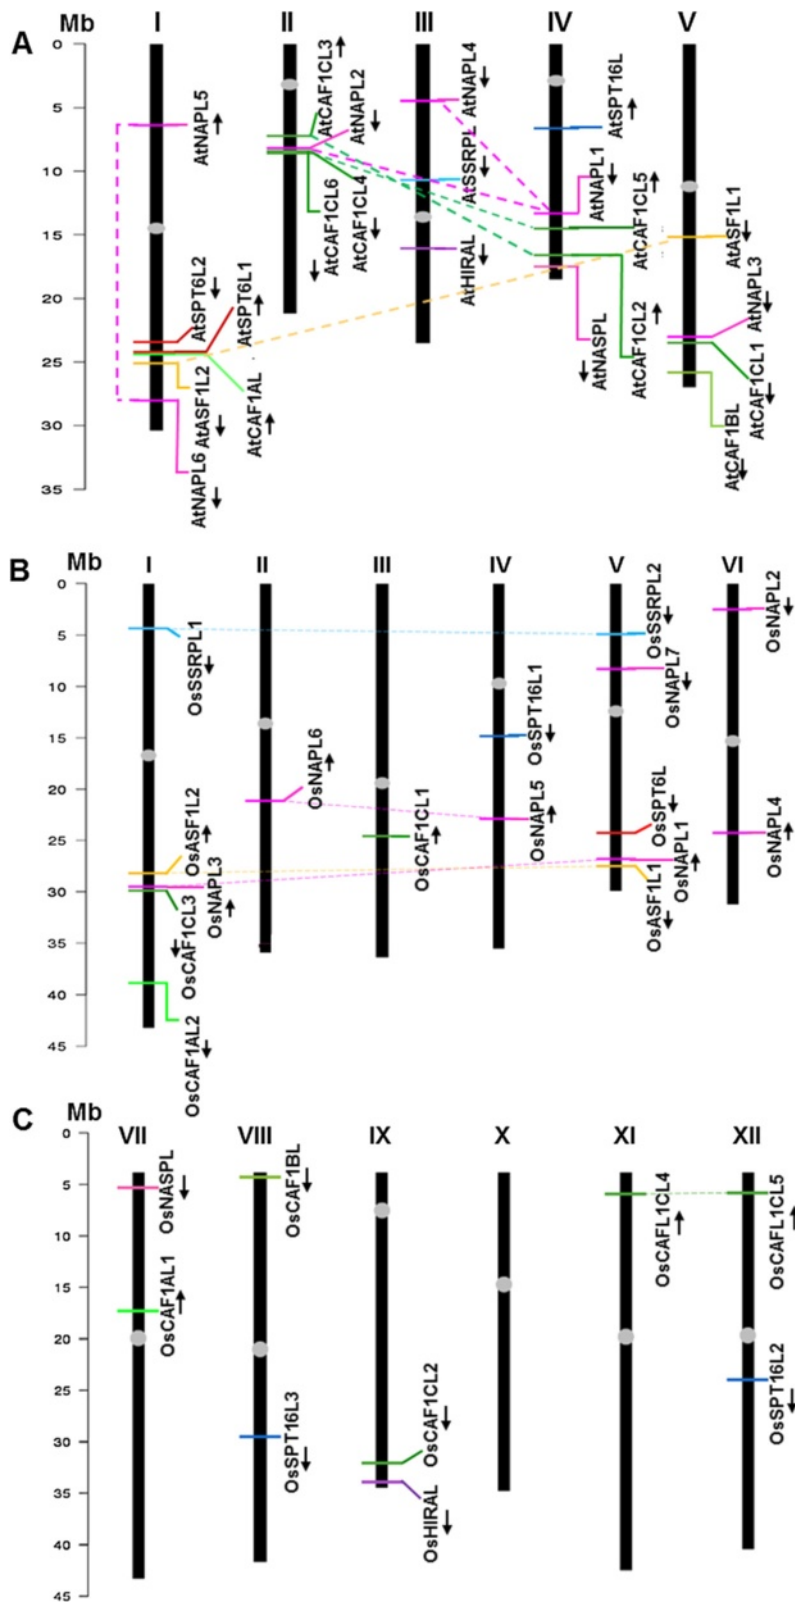 A
Mb
I
II
III
IV
V
0
5
10
15
20
25
30
35
AtNAPL5↑
AtSPT6L2↓
AtSPT6L1↑
AtASF1L2↓
AtCAF1AL↑
AtNAPL6↓
AtCAF1CL3↑
AtNAPL2↓
↓AtCAF1CL6
AtCAF1CL4↓
AtNAPL4↓
AtSSRPL↓
AtHIRAL↓
AtSPT16L↑
AtNAPL1↓
AtCAF1CL5↑
↓AtNASPL
AtCAF1CL2↑
AtASF1L1↓
AtNAPL3↓
AtCAF1CL1↓
AtCAF1BL↓
B
Mb
I
II
III
IV
V
VI
0
5
10
15
20
25
30
35
40
45
OsSSRPL1↓
OsASF1L2↑
OsNAPL3↑
↓OsCAF1CL3
OsCAF1AL2↓
OsNAPL6↑
OsCAF1CL1↑
OsSPT16L1↓
OsNAPL5↑
OsSSRPL2↓
OsNAPL7↓
OsSPT6L↓
OsNAPL1↑
OsASF1L1↓
OsNAPL2↓
OsNAPL4↑
C
Mb
VII
VIII
IX
X
XI
XII
0
5
10
15
20
25
30
35
40
45
OsNASPL↓
OsCAF1AL1↑
OsCAF1BL↓
OsSPT16L3↓
OsCAF1CL2↓
OsHIRAL↓
OsCAFL1CL4↑
OsCAFL1CL5↑
OsSPT16L2↓